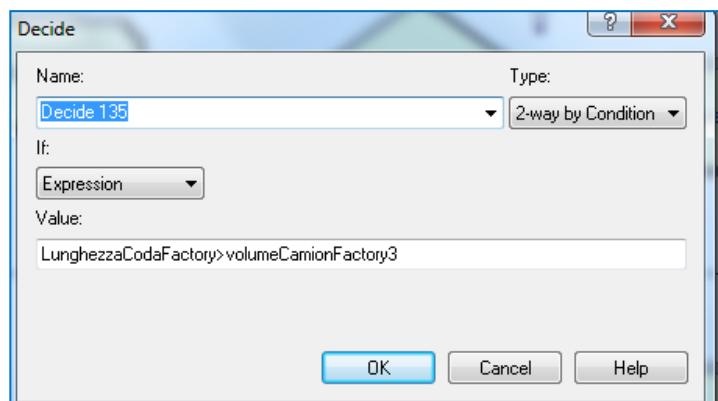 Decide
Name: Type:
Decide 135 2-way by Condition
If:
Expression
Value:
LunghezzaCodaFactory>volumeCamionFactory3
OK Cancel Help